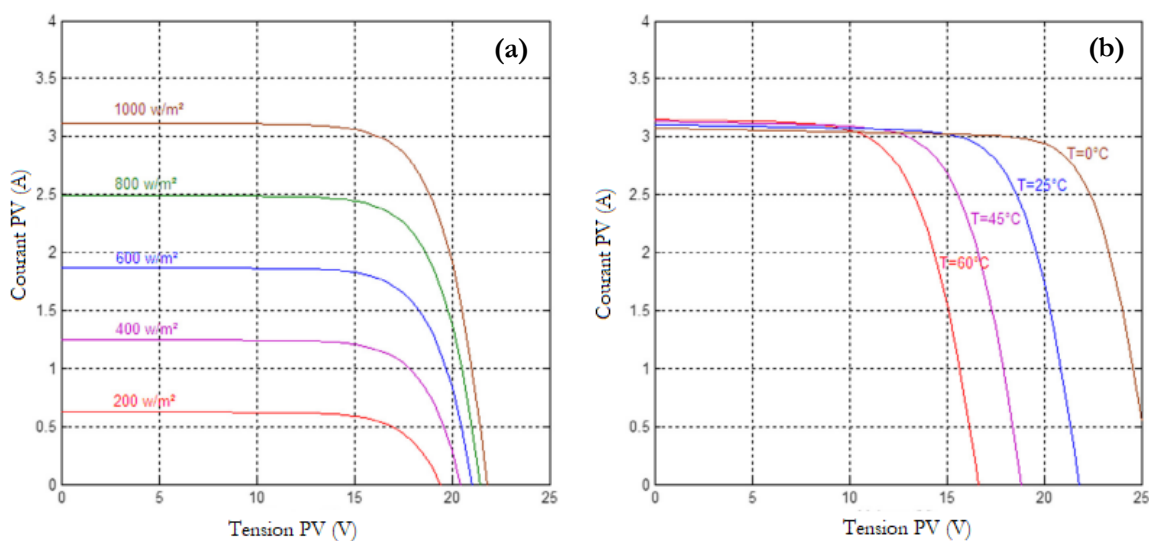 (a)
4
3.5
3
2.5
2
1.5
1
0.5
0
1000 w/m²
800 w/m²
600 w/m²
400 w/m²
200 w/m²
0 5 10 15 20 25
Courant PV (A)
Tension PV (V)
(b)
4
3.5
3
2.5
2
1.5
1
0.5
0
T=0°C
T=25°C
T=45°C
T=60°C
0 5 10 15 20 25
Courant PV (A)
Tension PV (V)